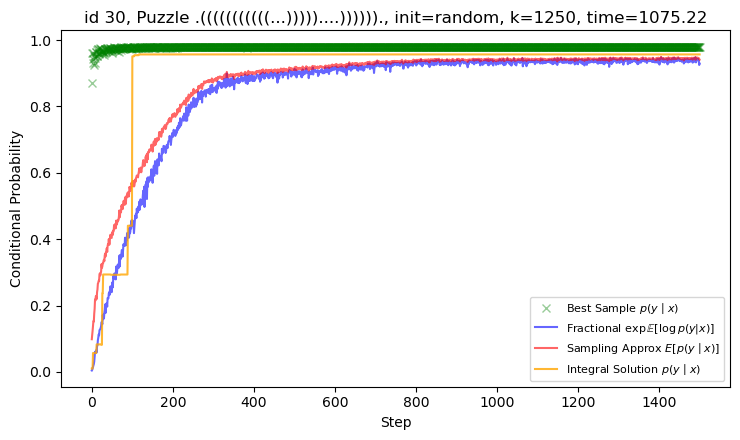 id 30, Puzzle .(((((((((((...)))))....))))))., init=random, k=1250, time=1075.22
Conditional Probability
1.0
0.8
0.6
0.4
0.2
0.0
Best Sample p(y | x)
Fractional exp 𝔼[log p(y|x)]
Sampling Approx E[p(y | x)]
Integral Solution p(y | x)
0
200
400
600
800
1000
1200
1400
Step